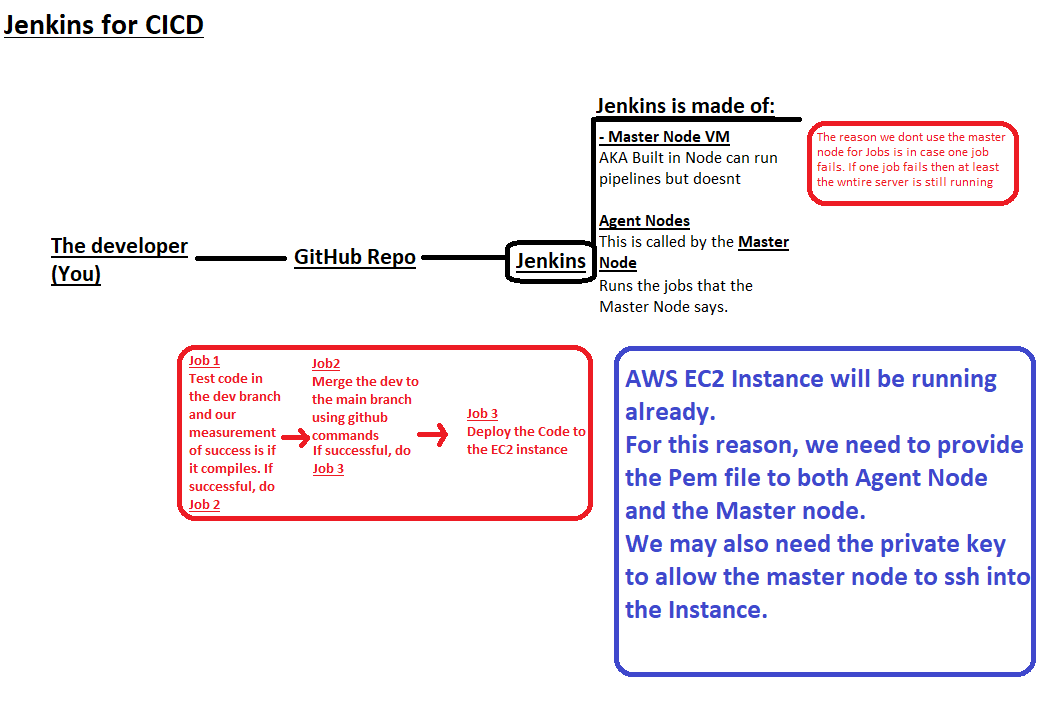 Jenkins for CICD
Jenkins is made of:
- Master Node VM
AKA Built in Node can run
pipelines but doesnt
The reason we dont use the master
node for Jobs is in case one job
fails. If one job fails then at least
the wntire server is still running
Agent Nodes
This is called by the Master
Node
Runs the jobs that the
Master Node says.
The developer
(You)
GitHub Repo
Jenkins
Job 1
Test code in
the dev branch
and our
measurement
of success is if
it compiles. If
successful, do
Job 2
Job2
Merge the dev to
the main branch
using github
commands
If successful, do
Job 3
Job 3
Deploy the Code to
the EC2 instance
AWS EC2 Instance will be running
already.
For this reason, we need to provide
the Pem file to both Agent Node
and the Master node.
We may also need the private key
to allow the master node to ssh into
the Instance.